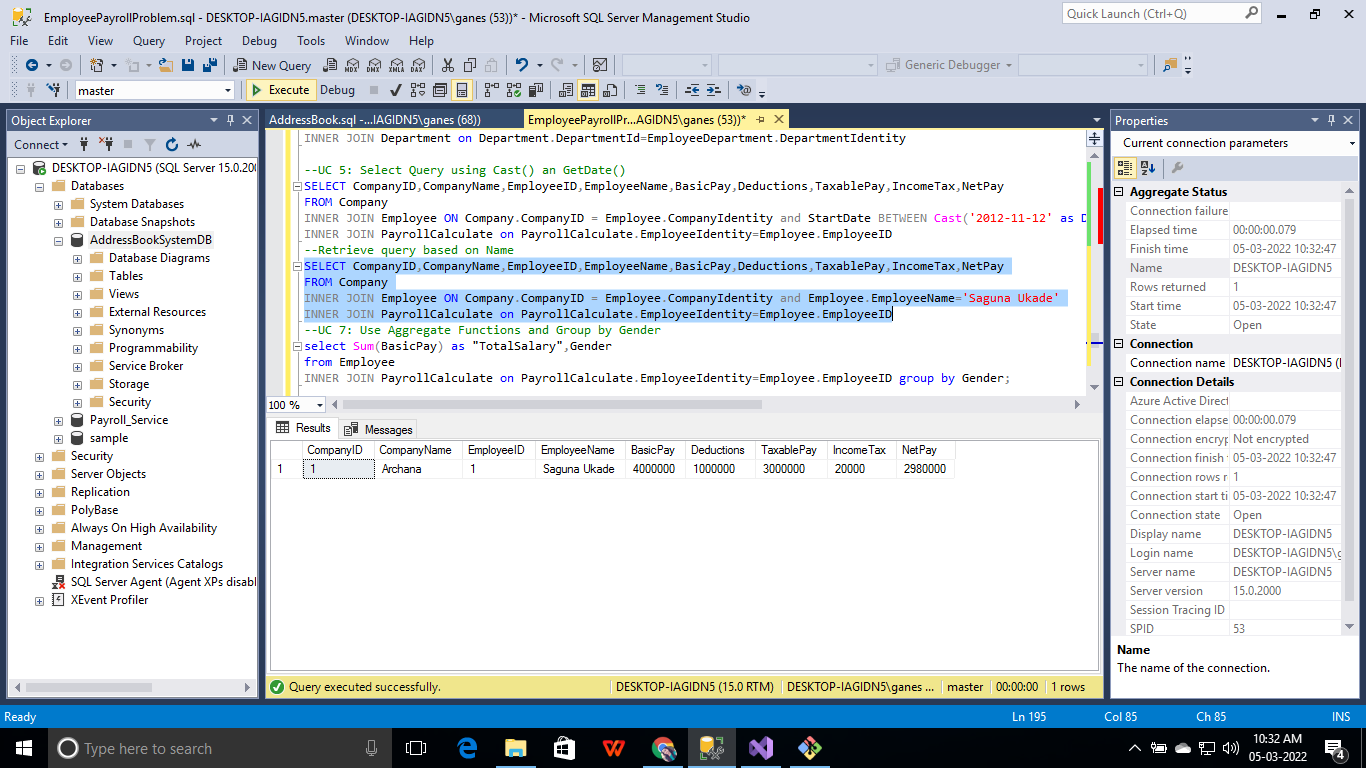 EmployeePayrollProblem.sql - DESKTOP-IAGIDN5.master (DESKTOP-IAGIDN5\ganes (53))* - Microsoft SQL Server Management Studio
Quick Launch (Ctrl+Q)
File Edit View Query Project Debug Tools Window Help
New Query MDX DMX XMLA DAX Generic Debugger
master Execute Debug
Object Explorer
Connect
DESKTOP-IAGIDN5 (SQL Server 15.0.200
Databases
System Databases
Database Snapshots
AddressBookSystemDB
Database Diagrams
Tables
Views
External Resources
Synonyms
Programmability
Service Broker
Storage
Security
Payroll_Service
sample
Security
Server Objects
Replication
PolyBase
Always On High Availability
Management
Integration Services Catalogs
SQL Server Agent (Agent XPs disabl
XEvent Profiler
AddressBook.sql -...IAGIDN5\ganes (68)) EmployeePayrollPr...AGIDN5\ganes (53))*
INNER JOIN Department on Department.DepartmentId=EmployeeDepartment.DepartmentIdentity
--UC 5: Select Query using Cast() an GetDate()
SELECT CompanyID,CompanyName,EmployeeID,EmployeeName,BasicPay,Deductions,TaxablePay,IncomeTax,NetPay
FROM Company
INNER JOIN Employee ON Company.CompanyID = Employee.CompanyIdentity and StartDate BETWEEN Cast('2012-11-12' as D
INNER JOIN PayrollCalculate on PayrollCalculate.EmployeeIdentity=Employee.EmployeeID
--Retrieve query based on Name
SELECT CompanyID,CompanyName,EmployeeID,EmployeeName,BasicPay,Deductions,TaxablePay,IncomeTax,NetPay
FROM Company
INNER JOIN Employee ON Company.CompanyID = Employee.CompanyIdentity and Employee.EmployeeName='Saguna Ukade'
INNER JOIN PayrollCalculate on PayrollCalculate.EmployeeIdentity=Employee.EmployeeID
--UC 7: Use Aggregate Functions and Group by Gender
select Sum(BasicPay) as "TotalSalary",Gender
from Employee
INNER JOIN PayrollCalculate on PayrollCalculate.EmployeeIdentity=Employee.EmployeeID group by Gender;
100 %
Results Messages
CompanyID CompanyName EmployeeID EmployeeName BasicPay Deductions TaxablePay IncomeTax NetPay
1 1 Archana 1 Saguna Ukade 4000000 1000000 3000000 20000 2980000
Query executed successfully. DESKTOP-IAGIDN5 (15.0 RTM) DESKTOP-IAGIDN5\ganes ... master 00:00:00 1 rows
Properties
Current connection parameters
Aggregate Status
Connection failure
Elapsed time 00:00:00.079
Finish time 05-03-2022 10:32:47
Name DESKTOP-IAGIDN5
Rows returned 1
Start time 05-03-2022 10:32:47
State Open
Connection
Connection name DESKTOP-IAGIDN5 (
Connection Details
Azure Active Direct
Connection elapse 00:00:00.079
Connection encryp Not encrypted
Connection finish 05-03-2022 10:32:47
Connection rows r 1
Connection start ti 05-03-2022 10:32:47
Connection state Open
Display name DESKTOP-IAGIDN5
Login name DESKTOP-IAGIDN5\g
Server name DESKTOP-IAGIDN5
Server version 15.0.2000
Session Tracing ID
SPID 53
Name
The name of the connection.
Ready Ln 195 Col 85 Ch 85 INS
Type here to search
10:32 AM
05-03-2022
4